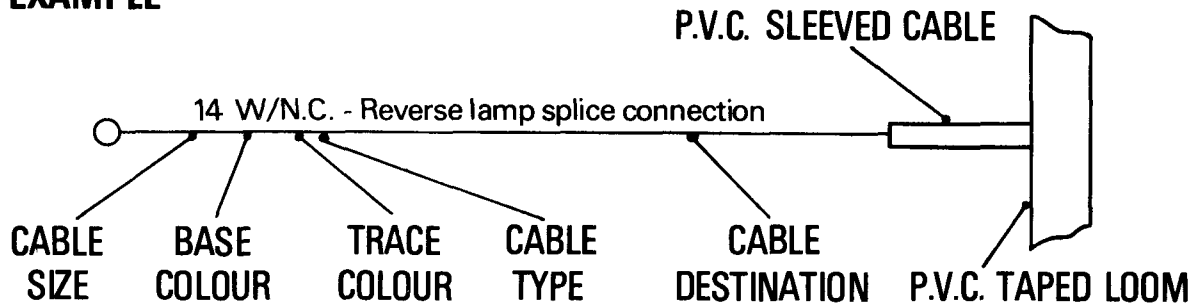 EXAMPLE
P.V.C. SLEEVED CABLE
14 W/N.C. - Reverse lamp splice connection
CABLE SIZE
BASE COLOUR
TRACE COLOUR
CABLE TYPE
CABLE DESTINATION
P.V.C. TAPED LOOM